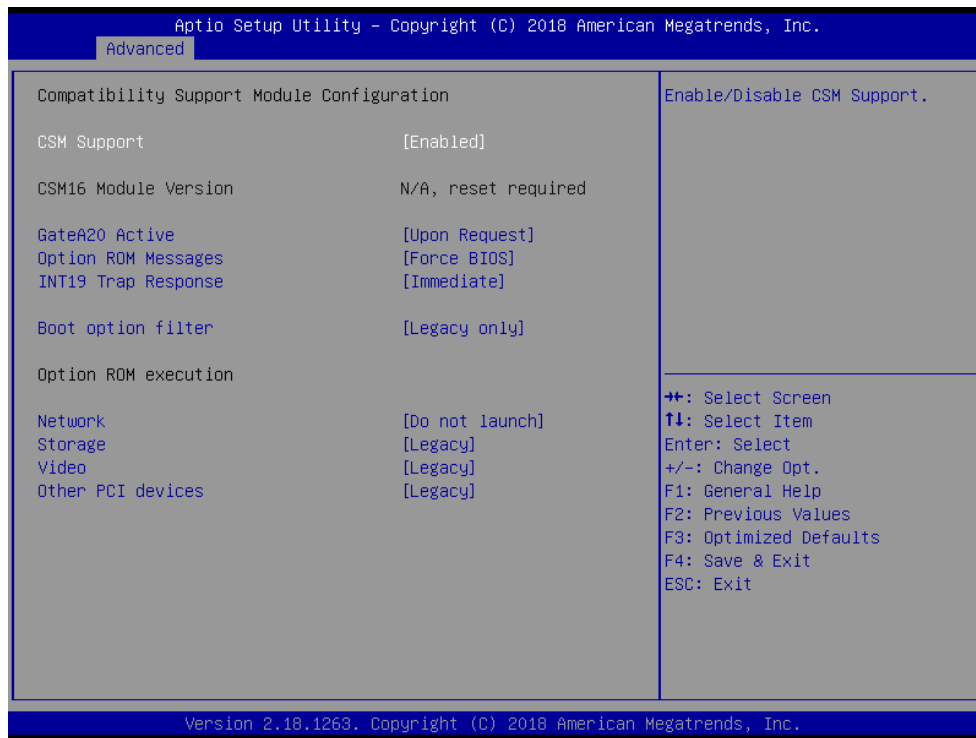 Aptio Setup Utility – Copyright (C) 2018 American Megatrends, Inc.
Advanced
Compatibility Support Module Configuration
CSM Support [Enabled]
CSM16 Module Version N/A, reset required
GateA20 Active [Upon Request]
Option ROM Messages [Force BIOS]
INT19 Trap Response [Immediate]
Boot option filter [Legacy only]
Option ROM execution
Network [Do not launch]
Storage [Legacy]
Video [Legacy]
Other PCI devices [Legacy]
Enable/Disable CSM Support.
→←: Select Screen
↑↓: Select Item
Enter: Select
+/-: Change Opt.
F1: General Help
F2: Previous Values
F3: Optimized Defaults
F4: Save & Exit
ESC: Exit
Version 2.18.1263. Copyright (C) 2018 American Megatrends, Inc.